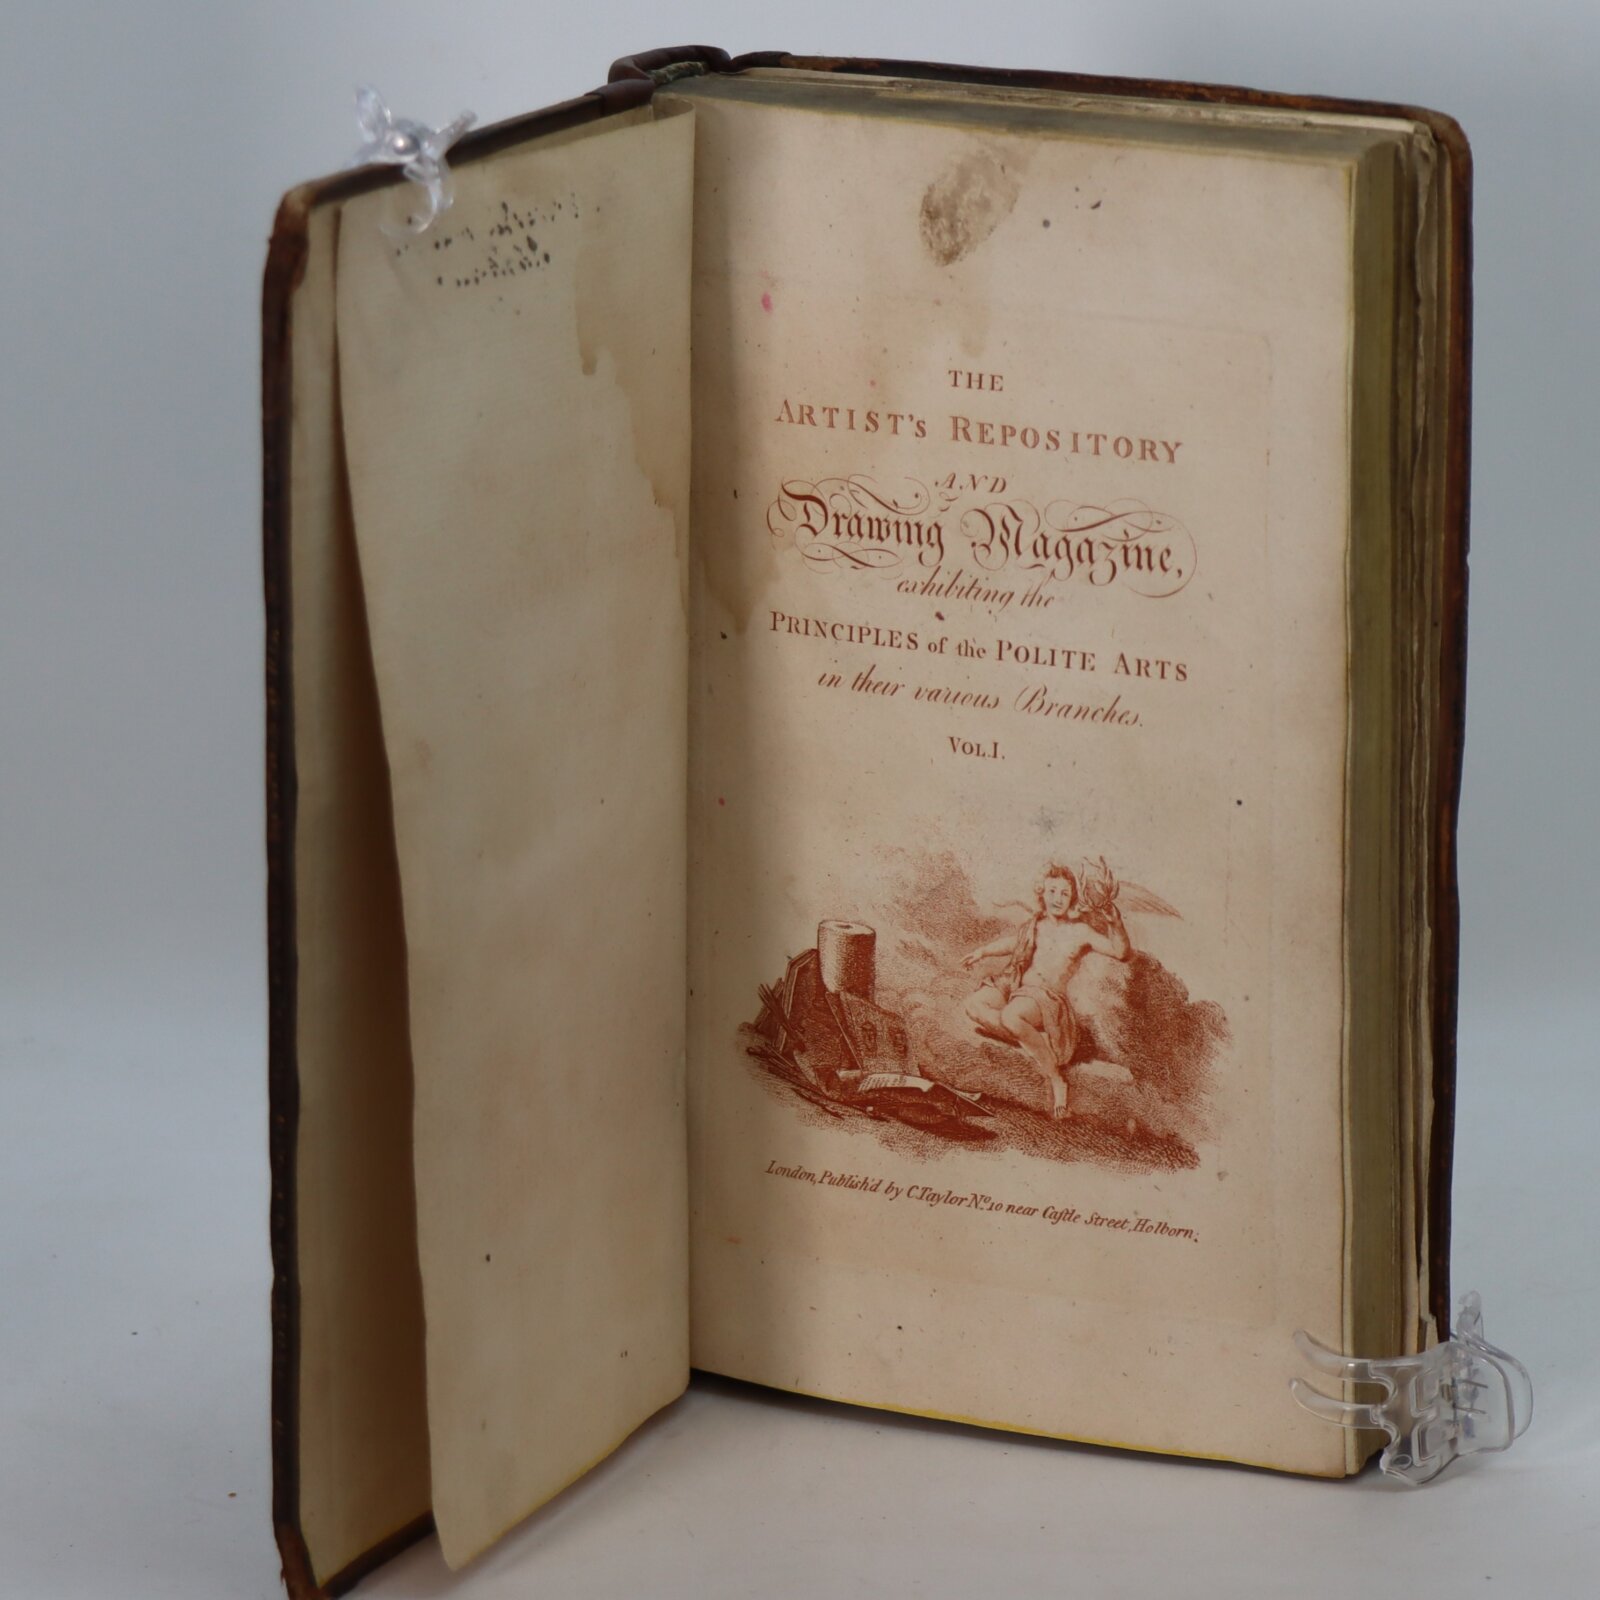 THE
ARTIST'S REPOSITORY
AND
Drawing Magazine,
exhibiting the
PRINCIPLES of the POLITE ARTS
in their various Branches.
VOL.I.
London, Publish'd by C.Taylor No. 10 near Castle Street, Holborn.